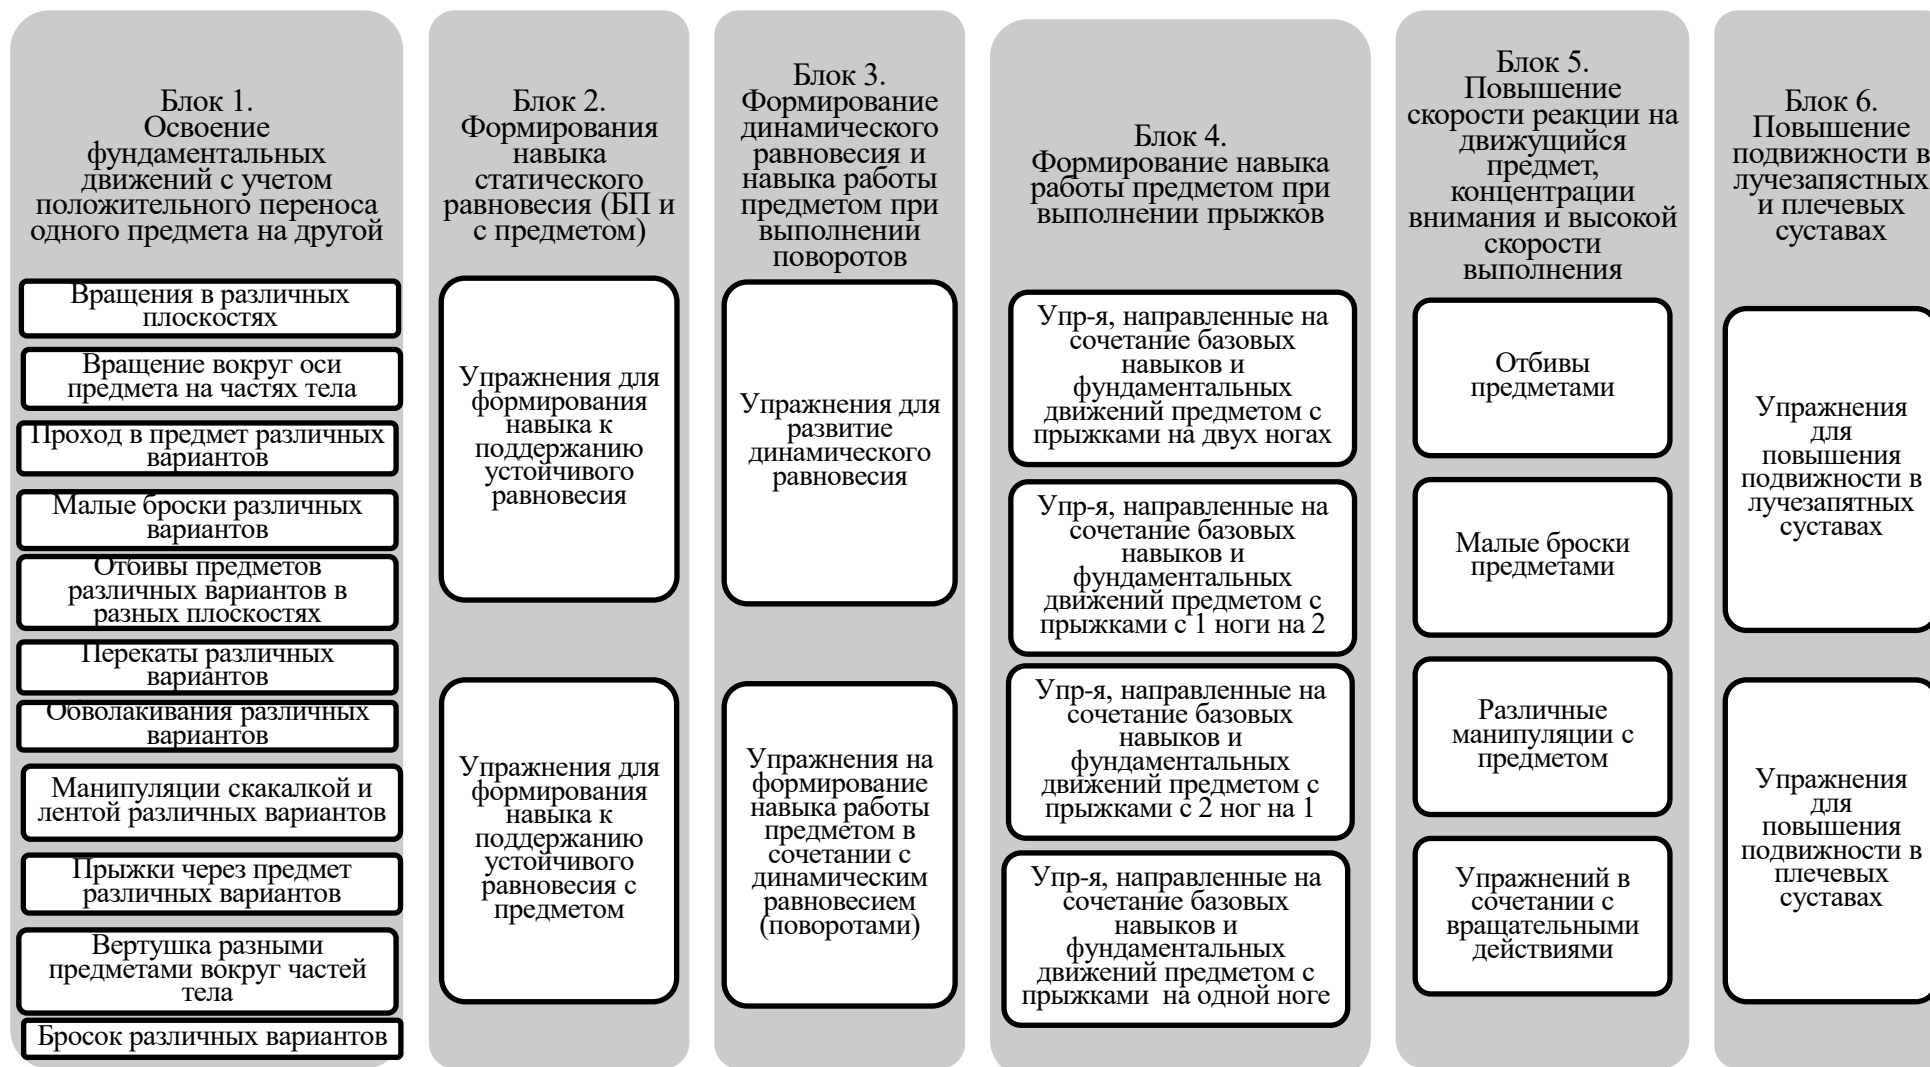 Блок 1.
Освоение
фундаментальных
движений с учетом
положительного переноса
одного предмета на другой
Вращения в различных
плоскостях
Вращение вокруг оси
предмета на частях тела
Проход в предмет различных
вариантов
Малые броски различных
вариантов
Отбивы предметов
различных вариантов в
разных плоскостях
Перекаты различных
вариантов
Обволакивания различных
вариантов
Манипуляции скакалкой и
лентой различных вариантов
Прыжки через предмет
различных вариантов
Вертушка разными
предметами вокруг частей
тела
Бросок различных вариантов
Блок 2.
Формирования
навыка
статического
равновесия (БП и
с предметом)
Упражнения для
формирования
навыка к
поддержанию
устойчивого
равновесия
Упражнения для
формирования
навыка к
поддержанию
устойчивого
равновесия с
предметом
Блок 3.
Формирование
динамического
равновесия и
навыка работы
предметом при
выполнении
поворотов
Упражнения для
развитие
динамического
равновесия
Упражнения на
формирование
навыка работы
предметом в
сочетании с
динамическим
равновесием
(поворотами)
Блок 4.
Формирование навыка
работы предметом при
выполнении прыжков
Упр-я, направленные на
сочетание базовых
навыков и
фундаментальных
движений предметом с
прыжками на двух ногах
Упр-я, направленные на
сочетание базовых
навыков и
фундаментальных
движений предметом с
прыжками с 1 ноги на 2
Упр-я, направленные на
сочетание базовых
навыков и
фундаментальных
движений предметом с
прыжками с 2 ног на 1
Упр-я, направленные на
сочетание базовых
навыков и
фундаментальных
движений предметом с
прыжками на одной ноге
Блок 5.
Повышение
скорости реакции на
движущийся
предмет,
концентрации
внимания и высокой
скорости
выполнения
Отбивы
предметами
Малые броски
предметами
Различные
манипуляции с
предметом
Упражнений в
сочетании с
вращательными
действиями
Блок 6.
Повышение
подвижности в
лучезапястных
и плечевых
суставах
Упражнения
для
повышения
подвижности в
лучезапятных
суставах
Упражнения
для
повышения
подвижности в
плечевых
суставах